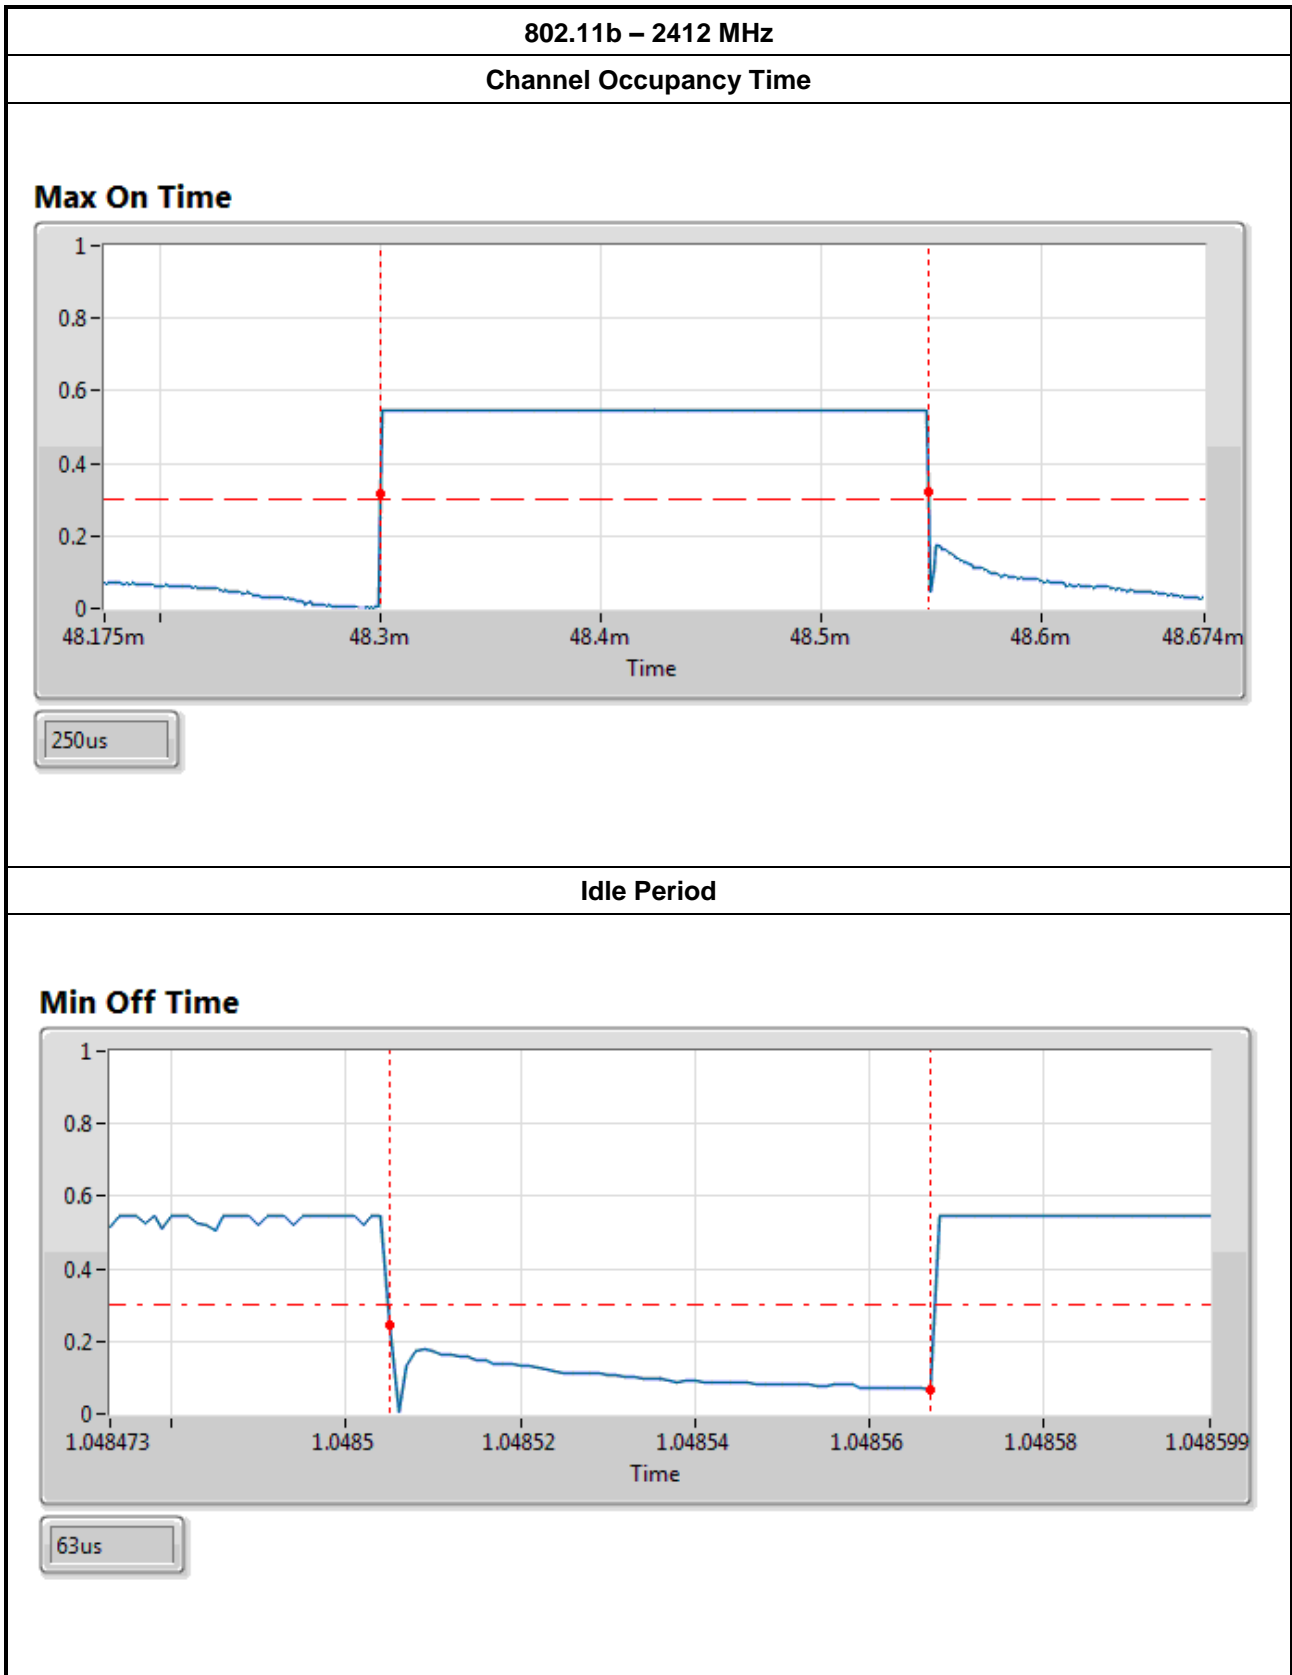 802.11b – 2412 MHz
Channel Occupancy Time
Max On Time
1
0.8
0.6
0.4
0.2
0
48.175m 48.3m 48.4m 48.5m 48.6m 48.674m
Time
250us
Idle Period
Min Off Time
1
0.8
0.6
0.4
0.2
0
1.048473 1.0485 1.04852 1.04854 1.04856 1.04858 1.048599
Time
63us